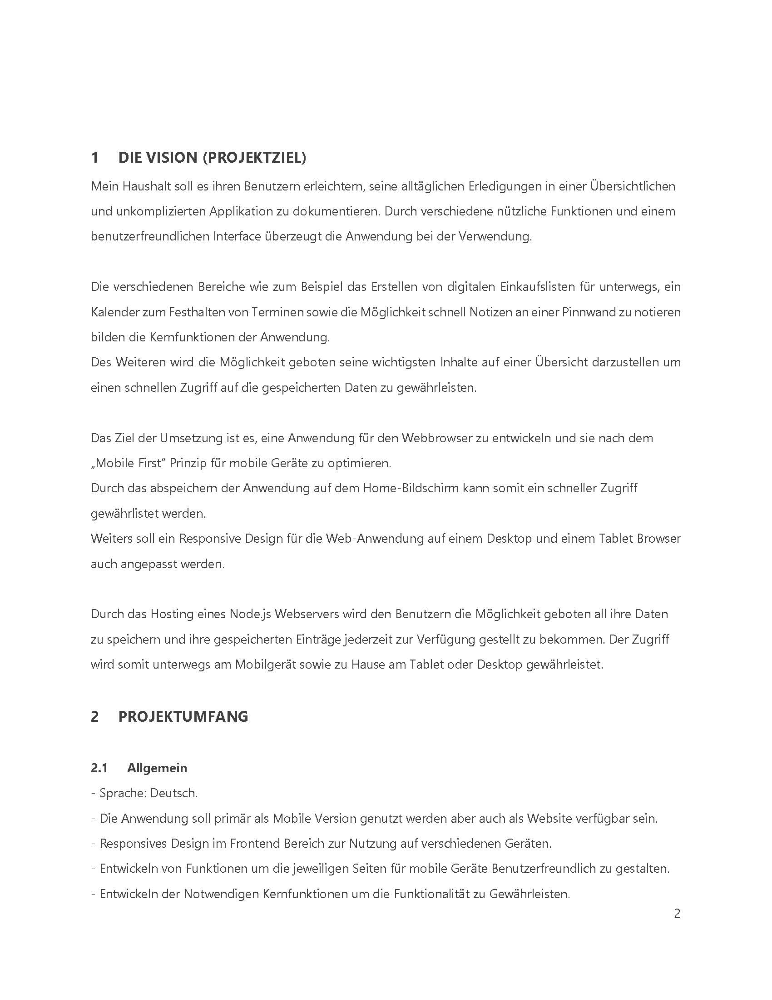 1 DIE VISION (PROJEKTZIEL)
Mein Haushalt soll es ihren Benutzern erleichtern, seine alltäglichen Erledigungen in einer Übersichtlichen
und unkomplizierten Applikation zu dokumentieren. Durch verschiedene nützliche Funktionen und einem
benutzerfreundlichen Interface überzeugt die Anwendung bei der Verwendung.
Die verschiedenen Bereiche wie zum Beispiel das Erstellen von digitalen Einkaufslisten für unterwegs, ein
Kalender zum Festhalten von Terminen sowie die Möglichkeit schnell Notizen an einer Pinnwand zu notieren
bilden die Kernfunktionen der Anwendung.
Des Weiteren wird die Möglichkeit geboten seine wichtigsten Inhalte auf einer Übersicht darzustellen um
einen schnellen Zugriff auf die gespeicherten Daten zu gewährleisten.
Das Ziel der Umsetzung ist es, eine Anwendung für den Webbrowser zu entwickeln und sie nach dem
„Mobile First" Prinzip für mobile Geräte zu optimieren.
Durch das abspeichern der Anwendung auf dem Home-Bildschirm kann somit ein schneller Zugriff
gewährlistet werden.
Weiters soll ein Responsive Design für die Web-Anwendung auf einem Desktop und einem Tablet Browser
auch angepasst werden.
Durch das Hosting eines Node.js Webservers wird den Benutzern die Möglichkeit geboten all ihre Daten
zu speichern und ihre gespeicherten Einträge jederzeit zur Verfügung gestellt zu bekommen. Der Zugriff
wird somit unterwegs am Mobilgerät sowie zu Hause am Tablet oder Desktop gewährleistet.
2 PROJEKTUMFANG
2.1 Allgemein
- Sprache: Deutsch.
- Die Anwendung soll primär als Mobile Version genutzt werden aber auch als Website verfügbar sein.
- Responsives Design im Frontend Bereich zur Nutzung auf verschiedenen Geräten.
- Entwickeln von Funktionen um die jeweiligen Seiten für mobile Geräte Benutzerfreundlich zu gestalten.
- Entwickeln der Notwendigen Kernfunktionen um die Funktionalität zu Gewährleisten.
2